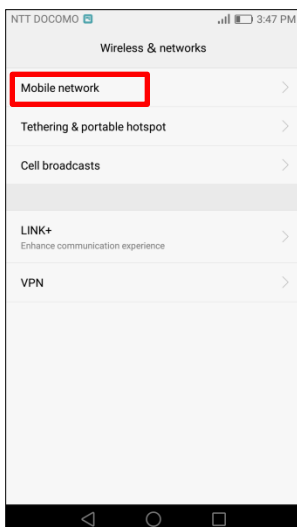 NTT DOCOMO 3:47 PM
Wireless & networks
Mobile network
Tethering & portable hotspot
Cell broadcasts
LINK+
Enhance communication experience
VPN